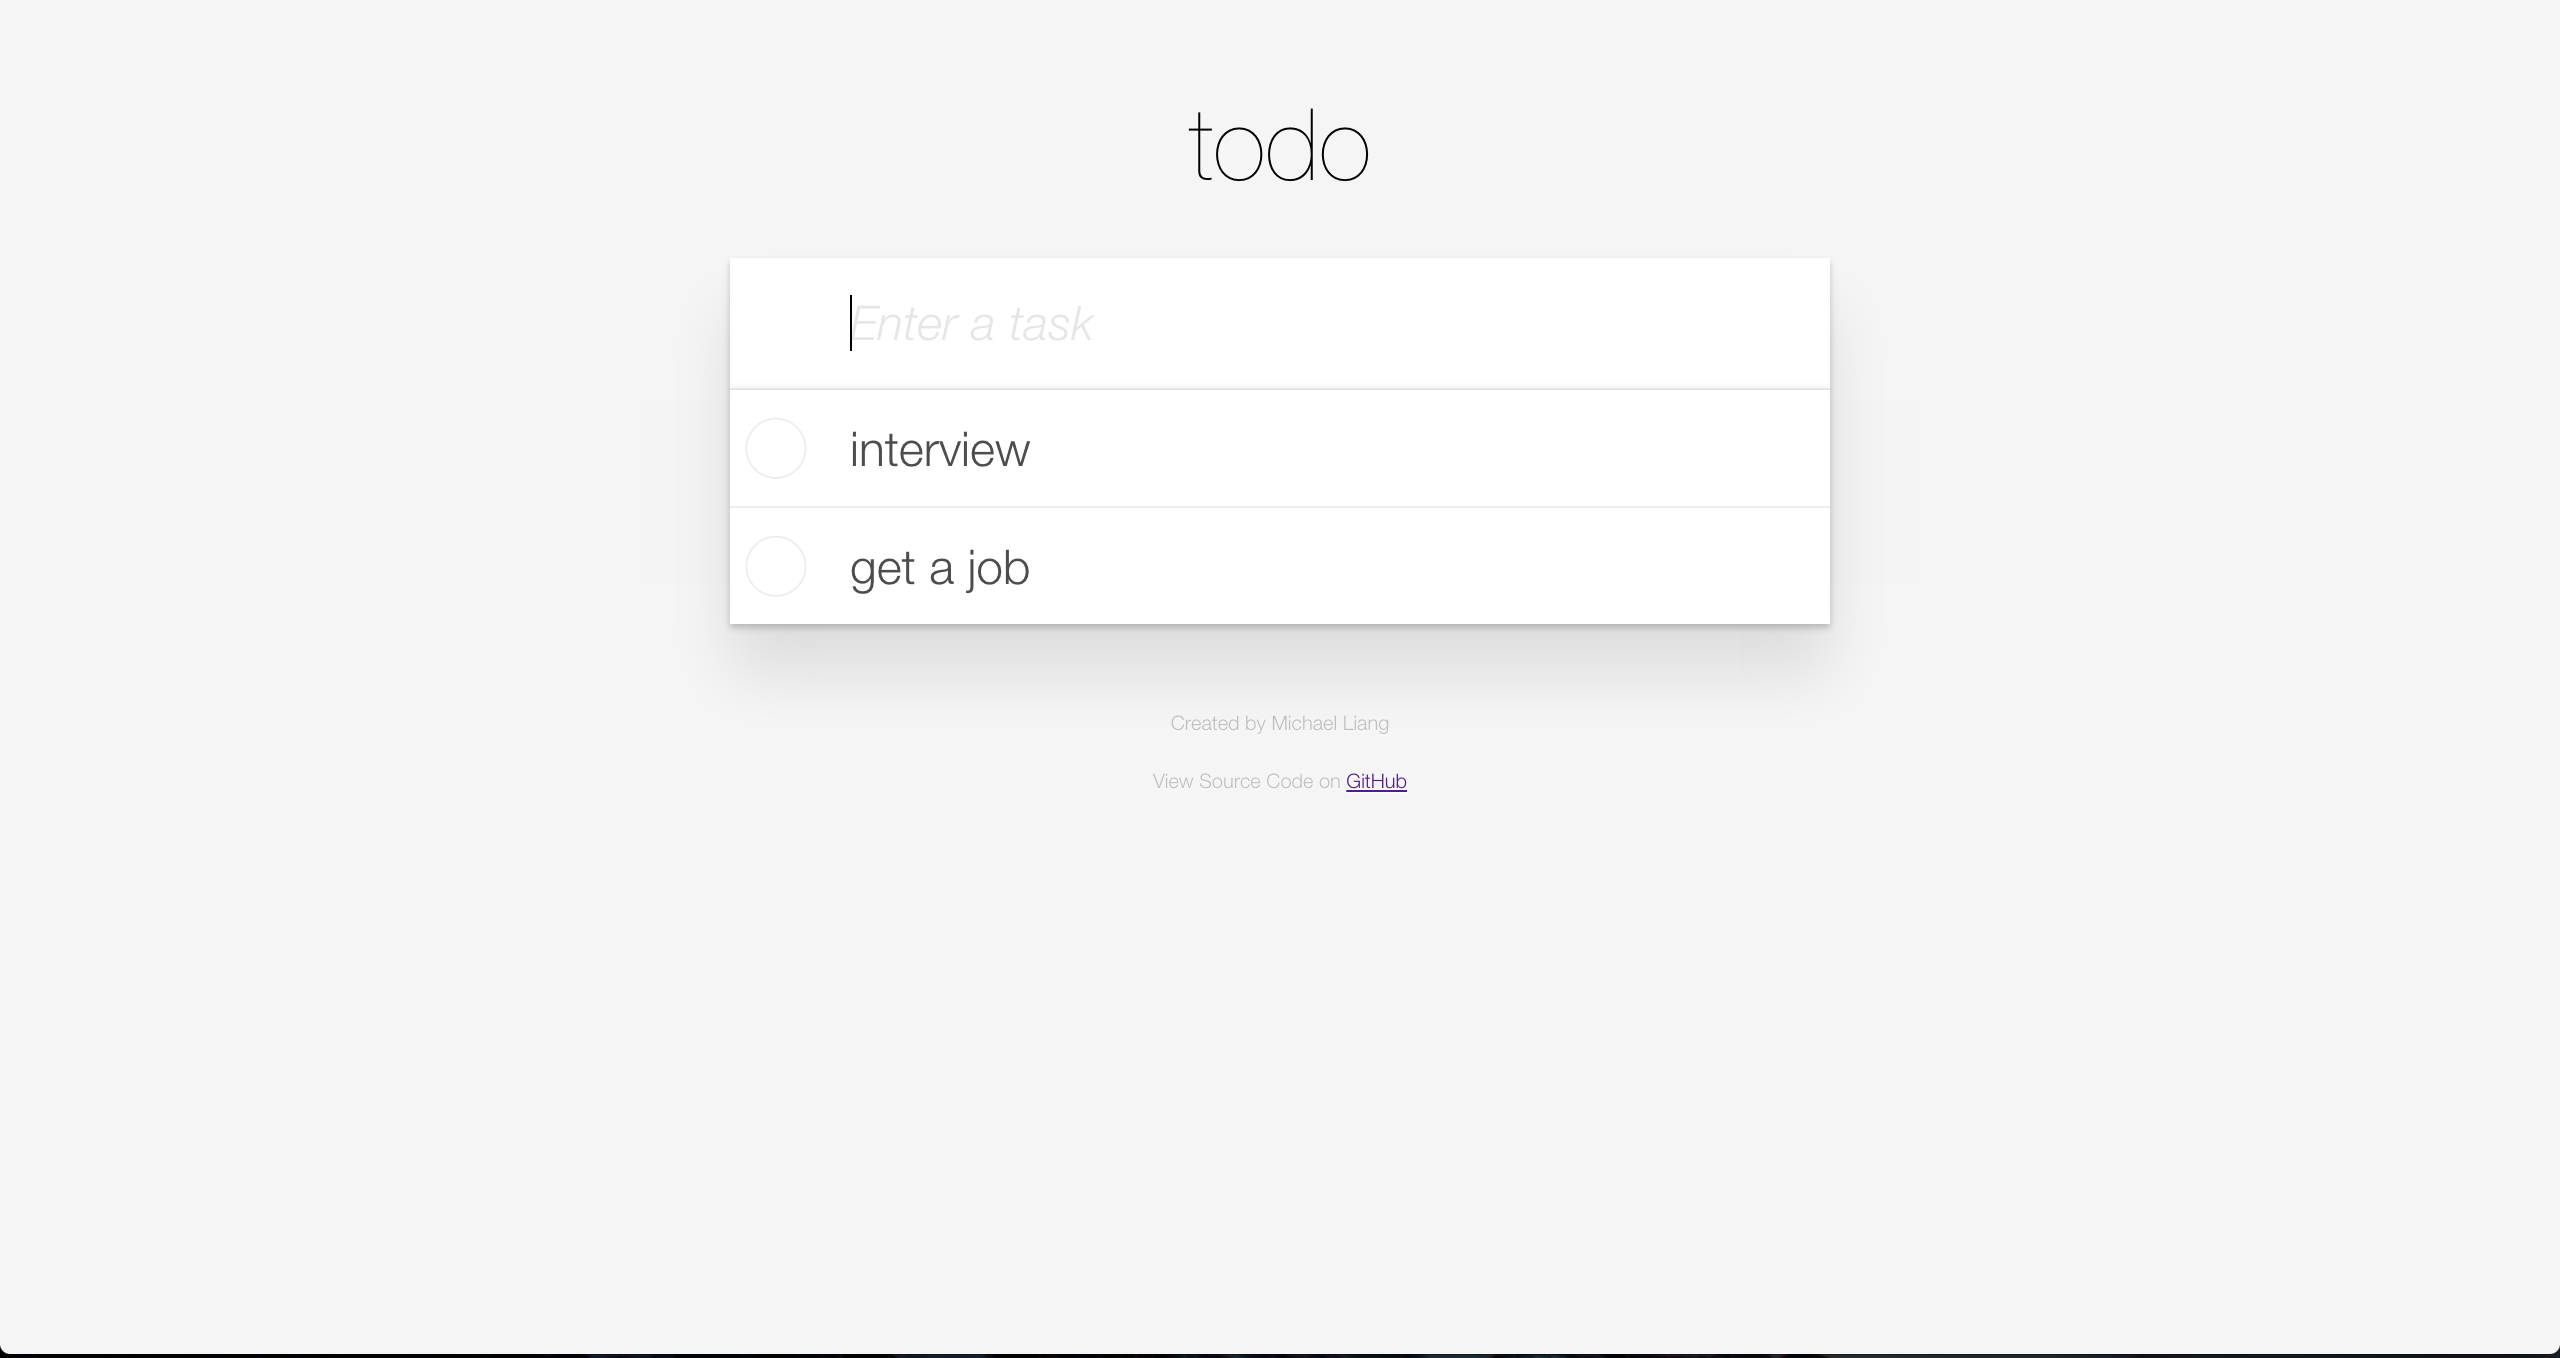 todo
Enter a task
interview
get a job
Created by Michael Liang
View Source Code on GitHub